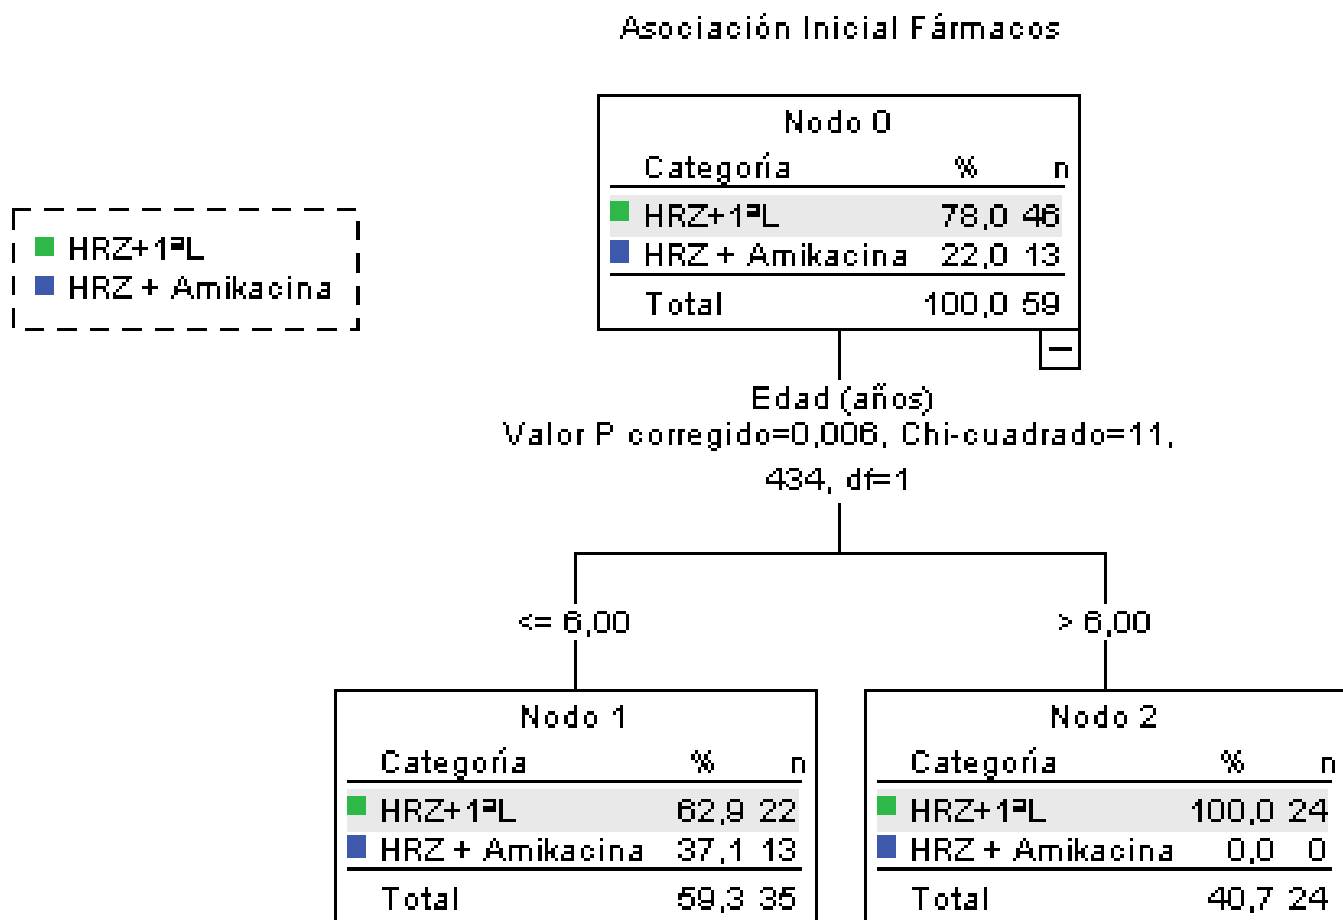 Asociación Inicial Fármacos
Nodo 0
Categoría % n
HRZ+1ªL 78,0 46
HRZ + Amikacina 22,0 13
Total 100,0 59
HRZ+1ªL
HRZ + Amikacina
Edad (años)
Valor P corregido=0,006, Chi-cuadrado=11,
434, df=1
<= 6,00 > 6,00
Nodo 1
Categoría % n
HRZ+1ªL 62,9 22
HRZ + Amikacina 37,1 13
Total 59,3 35
Nodo 2
Categoría % n
HRZ+1ªL 100,0 24
HRZ + Amikacina 0,0 0
Total 40,7 24